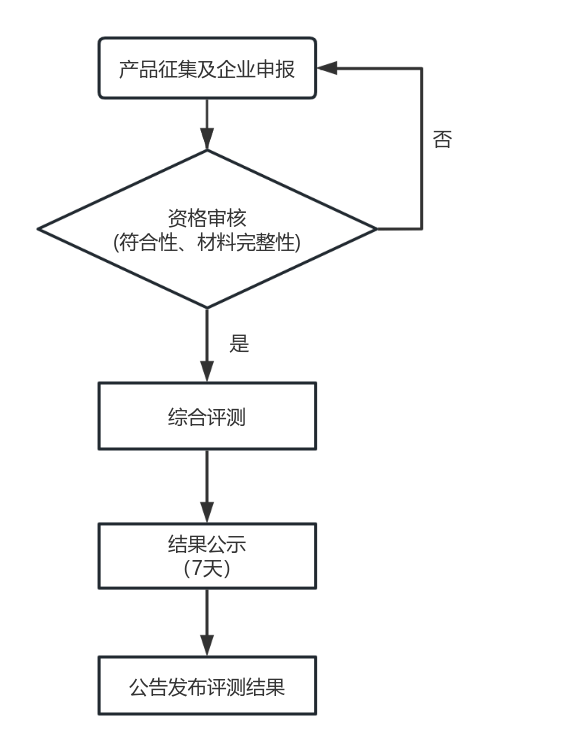 产品征集及企业申报
否
资格审核
(符合性、材料完整性)
是
综合评测
结果公示
(7天)
公告发布评测结果